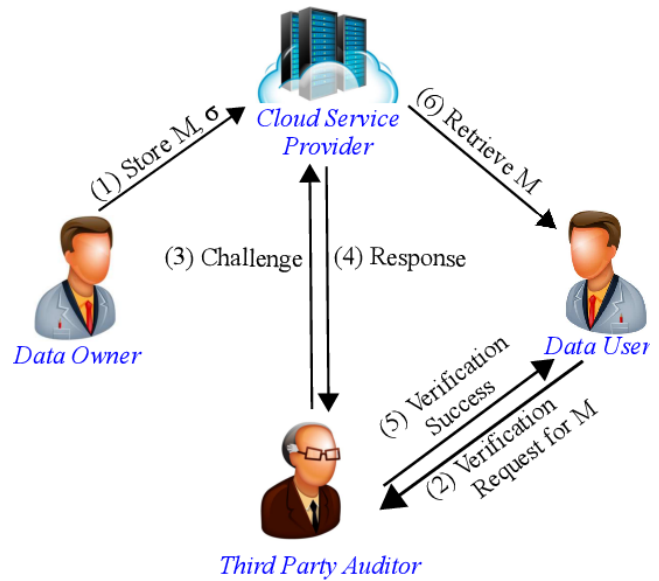 Cloud Service
Provider
(1) Store M, σ
(6) Retrieve M
(3) Challenge
(4) Response
Data Owner
Data User
(5) Verification
Success
(2) Verification
Request for M
Third Party Auditor